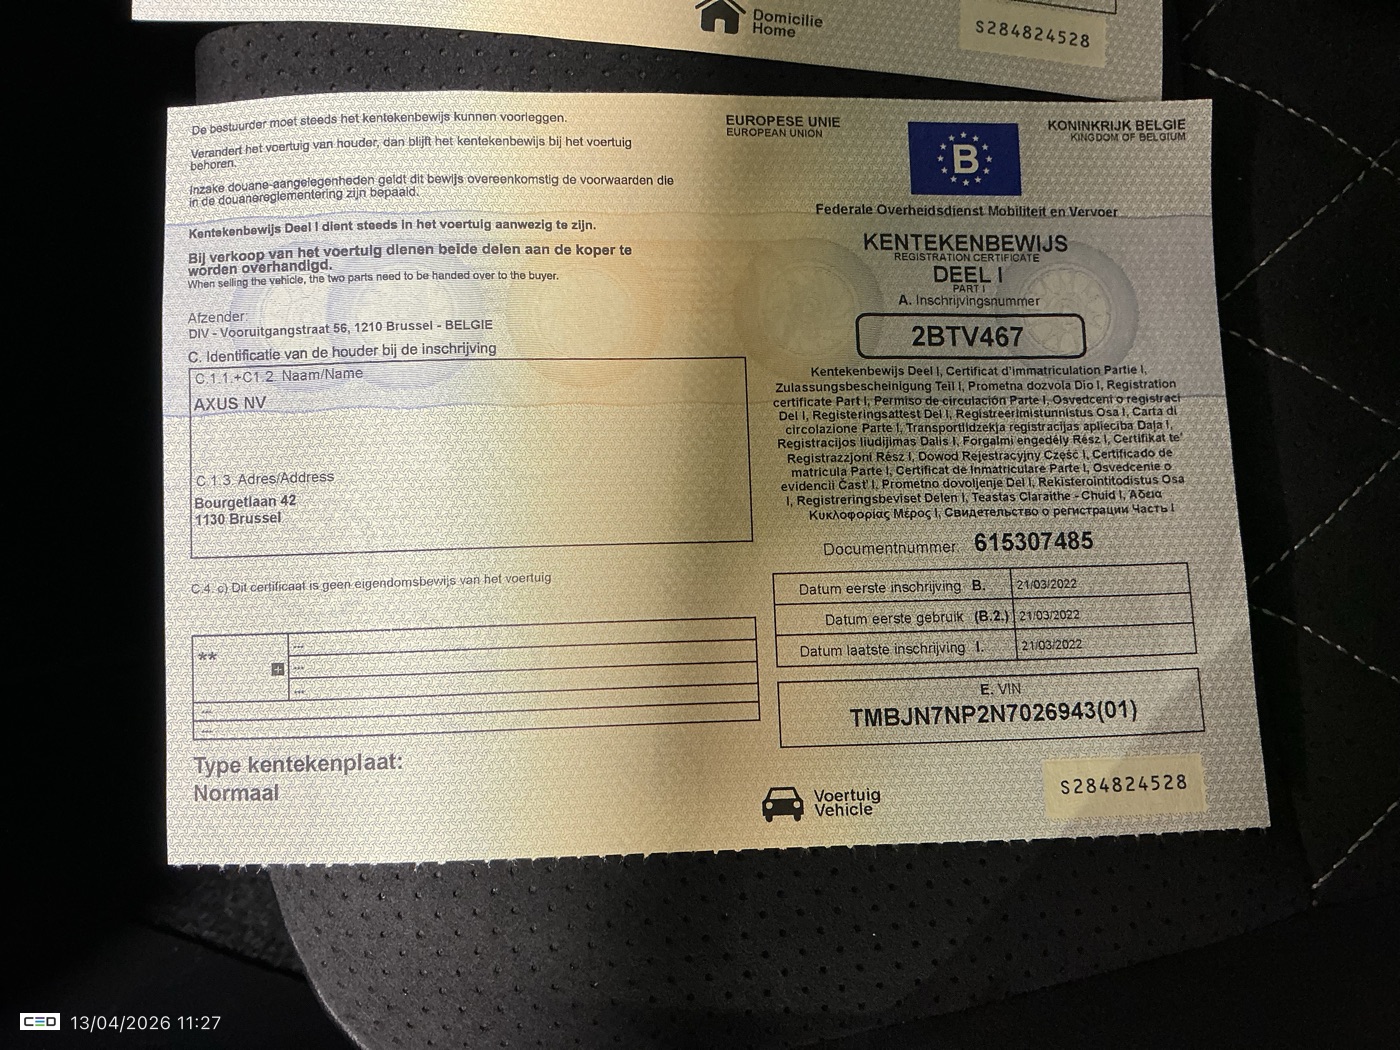 Domicilie
Home
S284824528
De bestuurder moet steeds het kentekenbewijs kunnen voorleggen.
Verandert het voertuig van houder, dan blijft het kentekenbewijs bij het voertuig
behoren.
Inzake douane-aangelegenheden geldt dit bewijs overeenkomstig de voorwaarden die
in de douanereglementering zijn bepaald.
Kentekenbewijs Deel I dient steeds in het voertuig aanwezig te zijn.
Bij verkoop van het voertuig dienen beide delen aan de koper te
worden overhandigd.
When selling the vehicle, the two parts need to be handed over to the buyer.
Afzender:
DIV - Vooruitgangstraat 56, 1210 Brussel - BELGIE
C. Identificatie van de houder bij de inschrijving
C.1.1.+C1.2. Naam/Name
AXUS NV
C.1.3. Adres/Address
Bourgetlaan 42
1130 Brussel
C.4. c) Dit certificaat is geen eigendomsbewijs van het voertuig
**
---
---
---
---
---
Type kentekenplaat:
Normaal
EUROPESE UNIE
EUROPEAN UNION
B
KONINKRIJK BELGIE
KINGDOM OF BELGIUM
Federale Overheidsdienst Mobiliteit en Vervoer
KENTEKENBEWIJS
REGISTRATION CERTIFICATE
DEEL I
PART I
A. Inschrijvingsnummer
2BTV467
Kentekenbewijs Deel I, Certificat d'immatriculation Partie I,
Zulassungsbescheinigung Teil I, Prometna dozvola Dio I, Registration
certificate Part I, Permiso de circulación Parte I, Osvedceni o registraci
Del I, Registeringsattest Del I, Registreerimistunnistus Osa I, Carta di
circolazione Parte I, Transportlidzekja registracijas aplieciba Daja I,
Registracijos liudijimas Dalis I, Forgalmi engedély Rész I, Certifikat te'
Registrazzjoni Rész I, Dowod Rejestracyjny Część I, Certificado de
matricula Parte I, Certificat de Inmatriculare Parte I, Osvedcenie o
evidencii Čast' I, Prometno dovoljenje Del I, Rekisterointitodistus Osa
I, Registreringsbeviset Delen I, Teastas Claraithe - Chuid I, Άδεια
Κυκλοφορίας Μέρος I, Свидетельство о регистрации Часть I
Documentnummer 615307485
Datum eerste inschrijving B. 21/03/2022
Datum eerste gebruik (B.2.) 21/03/2022
Datum laatste inschrijving I. 21/03/2022
E. VIN
TMBJN7NP2N7026943(01)
Voertuig
Vehicle
S284824528
CED 13/04/2026 11:27